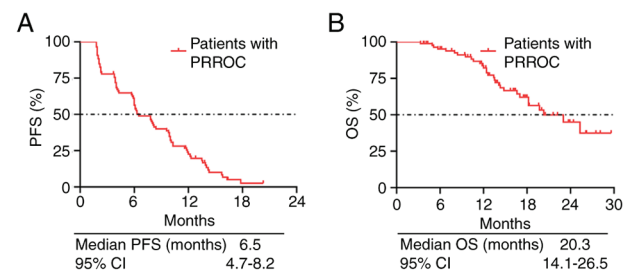 A
B
100
75
50
25
0
PFS (%)
Patients with
PRROC
0 6 12 18 24
Months
Median PFS (months) 6.5
95% CI 4.7-8.2
100
75
50
25
0
OS (%)
Patients with
PRROC
0 6 12 18 24 30
Months
Median OS (months) 20.3
95% CI 14.1-26.5